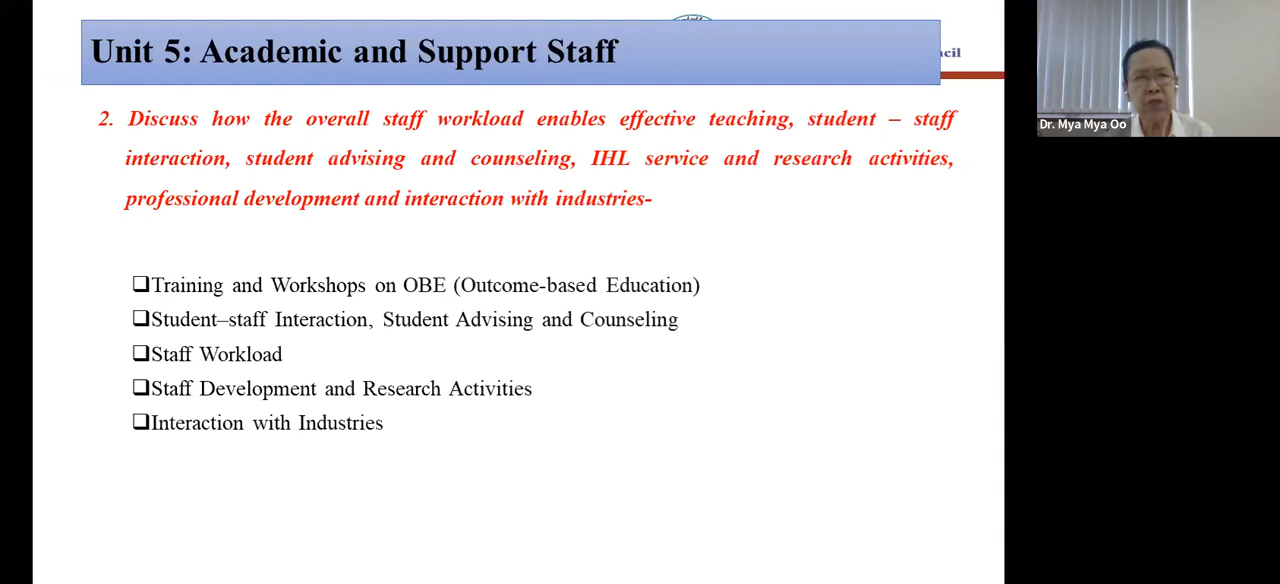 Unit 5: Academic and Support Staff
cil
2. Discuss how the overall staff workload enables effective teaching, student – staff
interaction, student advising and counseling, IHL service and research activities,
professional development and interaction with industries-
❑Training and Workshops on OBE (Outcome-based Education)
❑Student–staff Interaction, Student Advising and Counseling
❑Staff Workload
❑Staff Development and Research Activities
❑Interaction with Industries
Dr. Mya Mya Oo